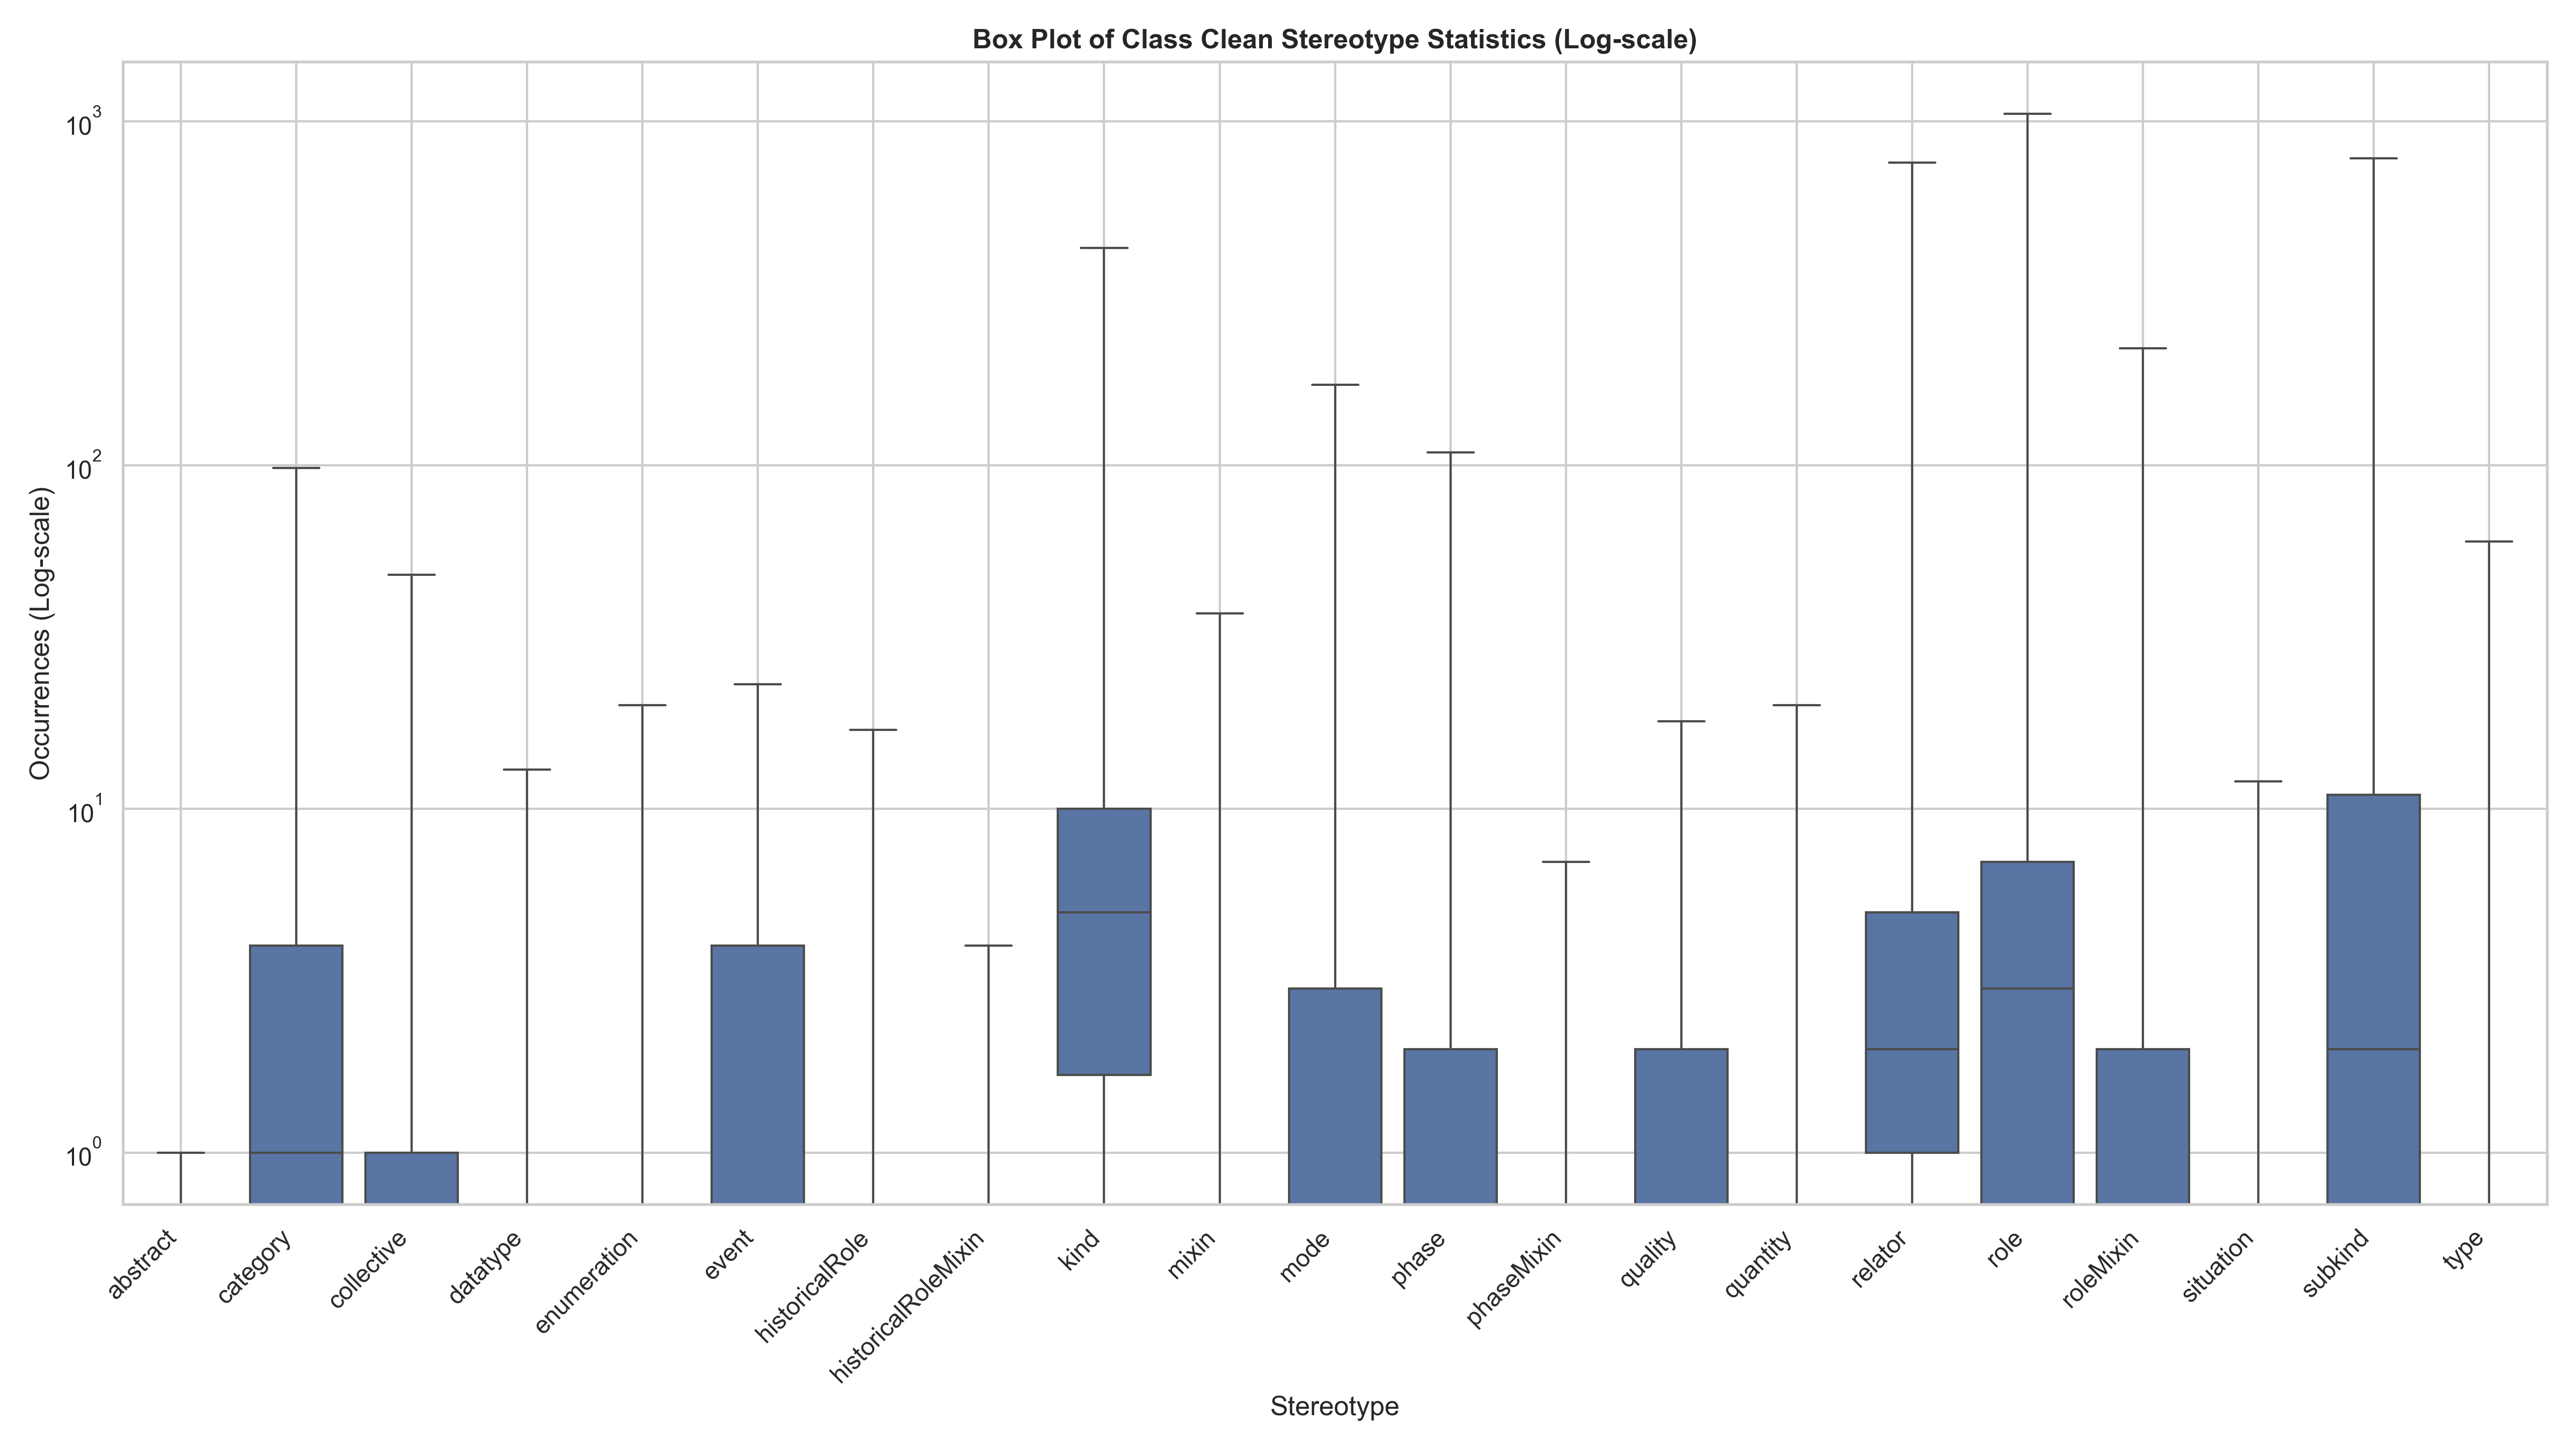 Box Plot of Class Clean Stereotype Statistics (Log-scale)
Occurrences (Log-scale)
10³
10²
10¹
10⁰
abstract
category
collective
datatype
enumeration
event
historicalRole
historicalRoleMixin
kind
mixin
mode
phase
phaseMixin
quality
quantity
relator
role
roleMixin
situation
subkind
type
Stereotype